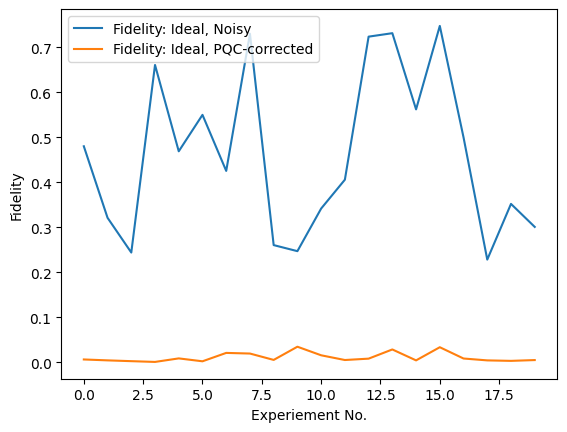 Fidelity: Ideal, Noisy
Fidelity: Ideal, PQC-corrected
0.7
0.6
0.5
0.4
0.3
0.2
0.1
0.0
Fidelity
0.0 2.5 5.0 7.5 10.0 12.5 15.0 17.5
Experiement No.